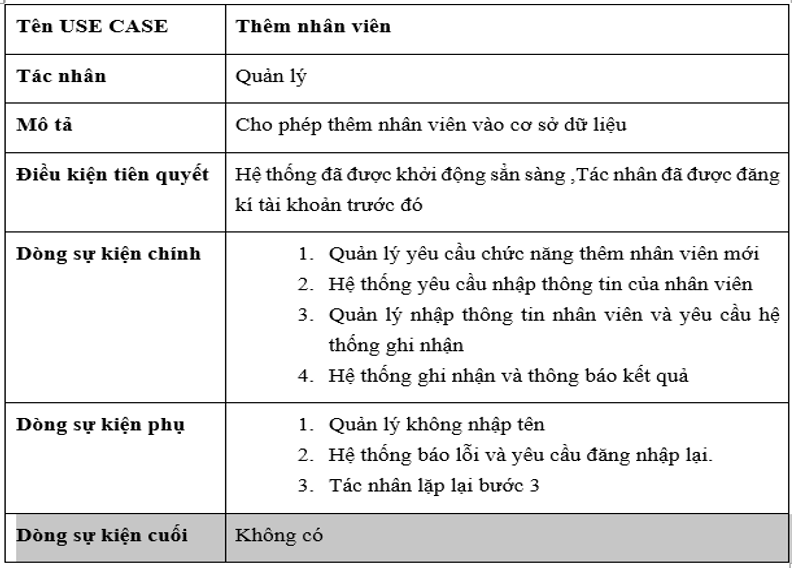 Tên USE CASE Thêm nhân viên
Tác nhân Quản lý
Mô tả Cho phép thêm nhân viên vào cơ sở dữ liệu
Điều kiện tiên quyết Hệ thống đã được khởi động sẳn sàng ,Tác nhân đã được đăng
kí tài khoản trước đó
Dòng sự kiện chính 1. Quản lý yêu cầu chức năng thêm nhân viên mới
2. Hệ thống yêu cầu nhập thông tin của nhân viên
3. Quản lý nhập thông tin nhân viên và yêu cầu hệ
thống ghi nhận
4. Hệ thống ghi nhận và thông báo kết quả
Dòng sự kiện phụ 1. Quản lý không nhập tên
2. Hệ thống báo lỗi và yêu cầu đăng nhập lại.
3. Tác nhân lặp lại bước 3
Dòng sự kiện cuối Không có